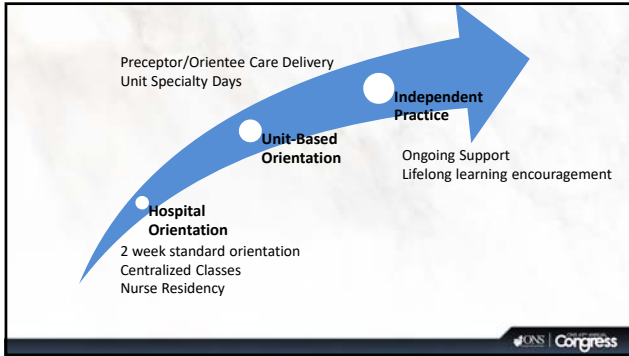 Preceptor/Orientee Care Delivery
Unit Specialty Days
Independent
Practice
Unit-Based
Orientation
Ongoing Support
Lifelong learning encouragement
Hospital
Orientation
2 week standard orientation
Centralized Classes
Nurse Residency
ONS
Congress